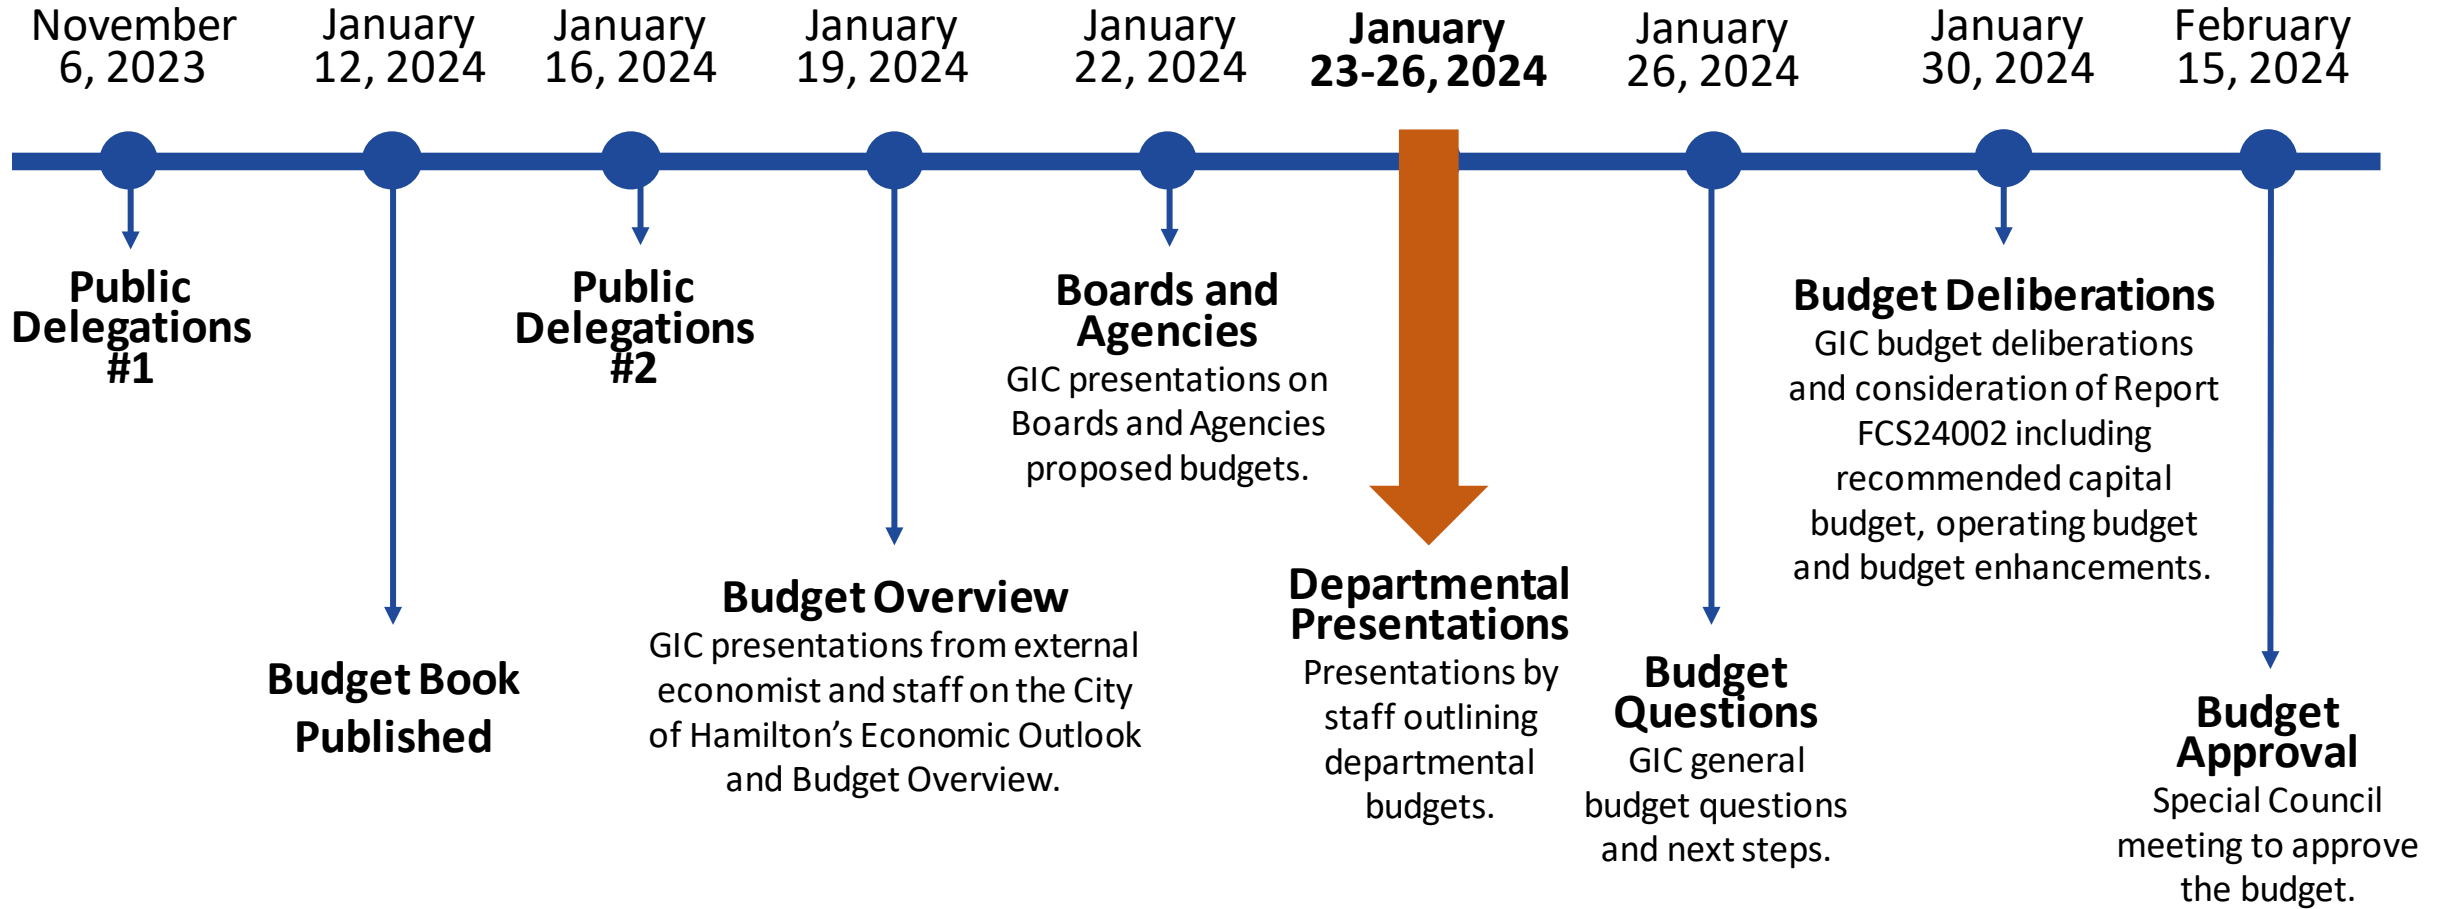 November
6, 2023
January
12, 2024
January
16, 2024
January
19, 2024
January
22, 2024
January
23-26, 2024
January
26, 2024
January
30, 2024
February
15, 2024
Public
Delegations
#1
Budget Book
Published
Public
Delegations
#2
Budget Overview
GIC presentations from external
economist and staff on the City
of Hamilton’s Economic Outlook
and Budget Overview.
Boards and
Agencies
GIC presentations on
Boards and Agencies
proposed budgets.
Departmental
Presentations
Presentations by
staff outlining
departmental
budgets.
Budget
Questions
GIC general
budget questions
and next steps.
Budget Deliberations
GIC budget deliberations
and consideration of Report
FCS24002 including
recommended capital
budget, operating budget
and budget enhancements.
Budget
Approval
Special Council
meeting to approve
the budget.